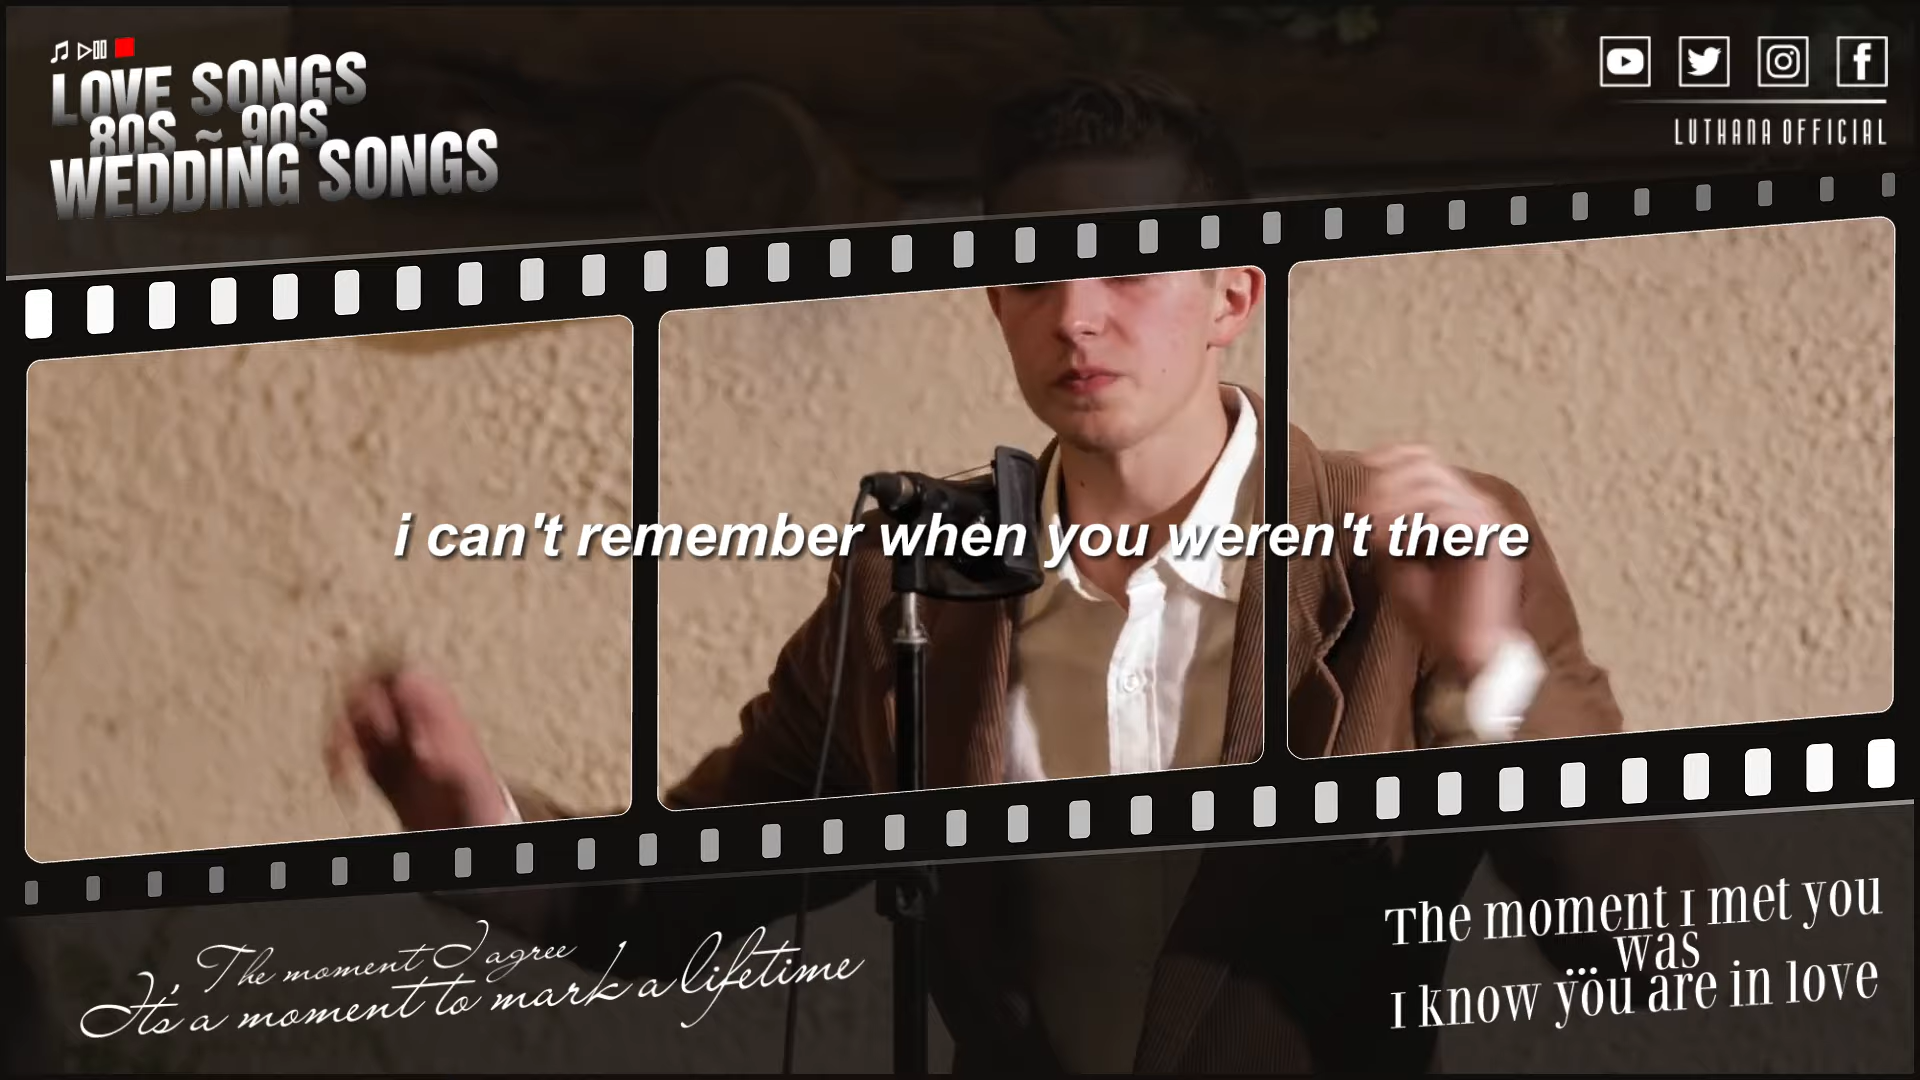 LOVE SONGS
80S ~ 90S
WEDDING SONGS
LUTHANA OFFICIAL
i can't remember when you weren't there
The moment I agree
It's a moment to mark a lifetime
The moment I met you
was
I know you are in love